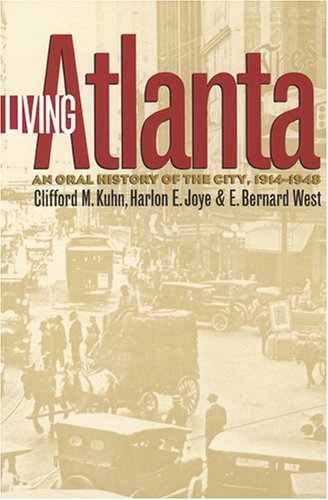 LIVING
Atlanta
AN ORAL HISTORY OF THE CITY, 1914–1948
Clifford M. Kuhn, Harlon E. Joye & E. Bernard West